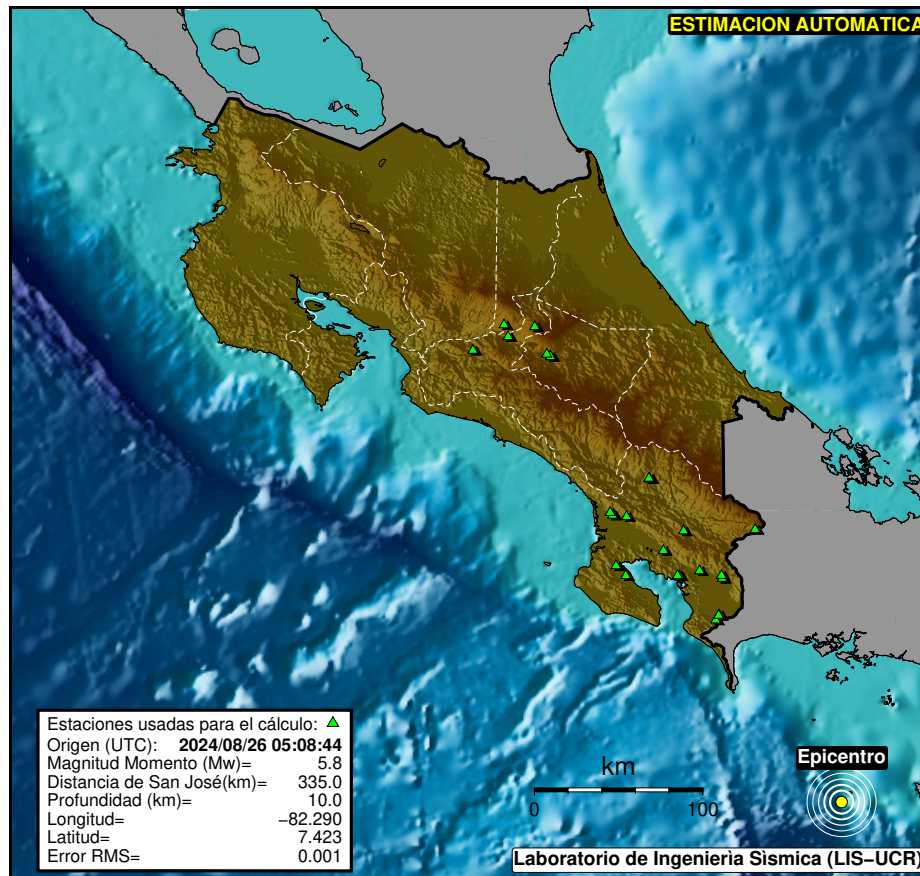 ESTIMACION AUTOMATICA
Estaciones usadas para el cálculo:
Origen (UTC): 2024/08/26 05:08:44
Magnitud Momento (Mw)= 5.8
Distancia de San José(km)= 335.0
Profundidad (km)= 10.0
Longitud= −82.290
Latitud= 7.423
Error RMS= 0.001
km
0 100
Epicentro
Laboratorio de Ingenierìa Sìsmica (LIS−UCR)